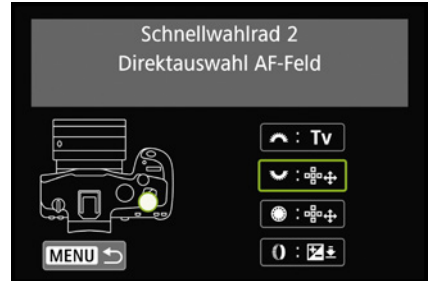 Schnellwahlrad 2
Direktauswahl AF-Feld
: Tv
:
:
:
MENU